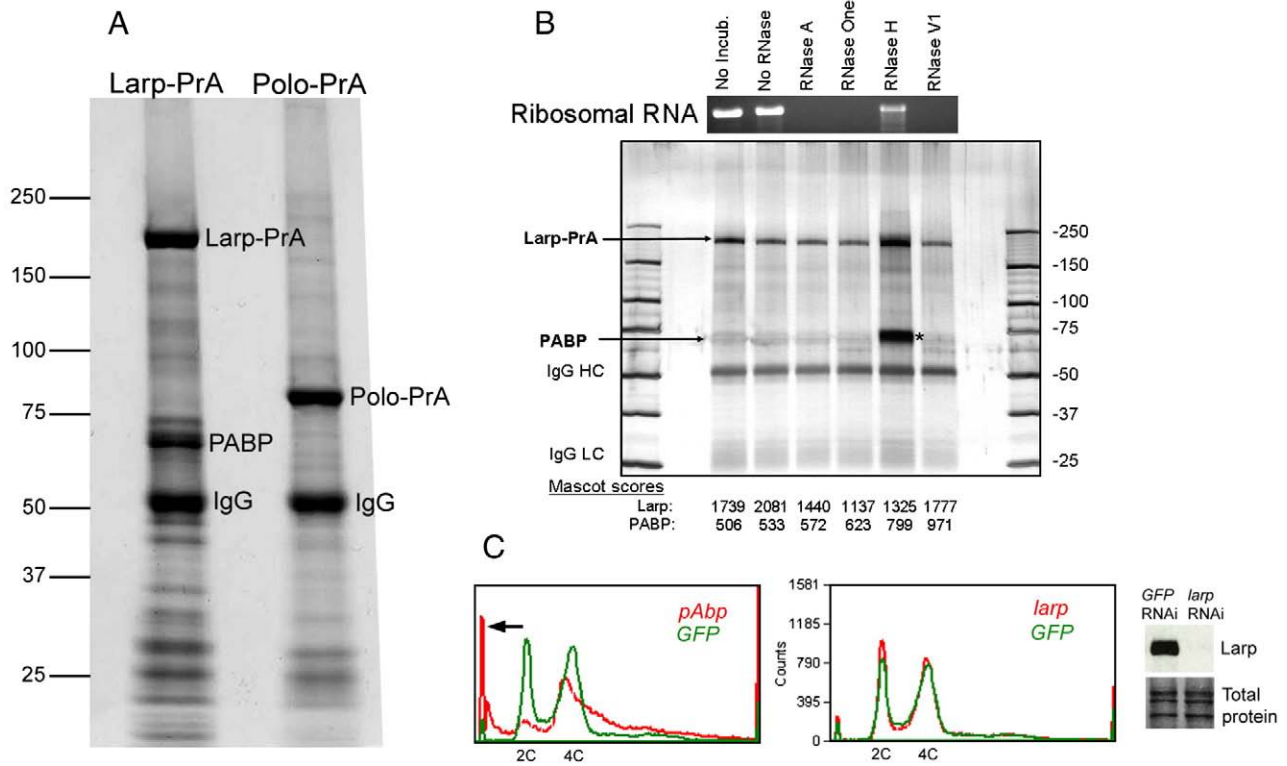 A
Larp-PrA Polo-PrA
250
Larp-PrA
150
100
Polo-PrA
75
PABP
IgG IgG
50
37
25
B
No Incub.
No RNase
RNase A
RNase One
RNase H
RNase V1
Ribosomal RNA
Larp-PrA
PABP
*
IgG HC
IgG LC
-250
-150
-100
-75
-50
-37
-25
Mascot scores
Larp: 1739 2081 1440 1137 1325 1777
PABP: 506 533 572 623 799 971
C
pAbp
GFP
2C 4C
1581
1185
790
395
0
Counts
larp
GFP
2C 4C
GFP larp
RNAi RNAi
Larp
Total
protein